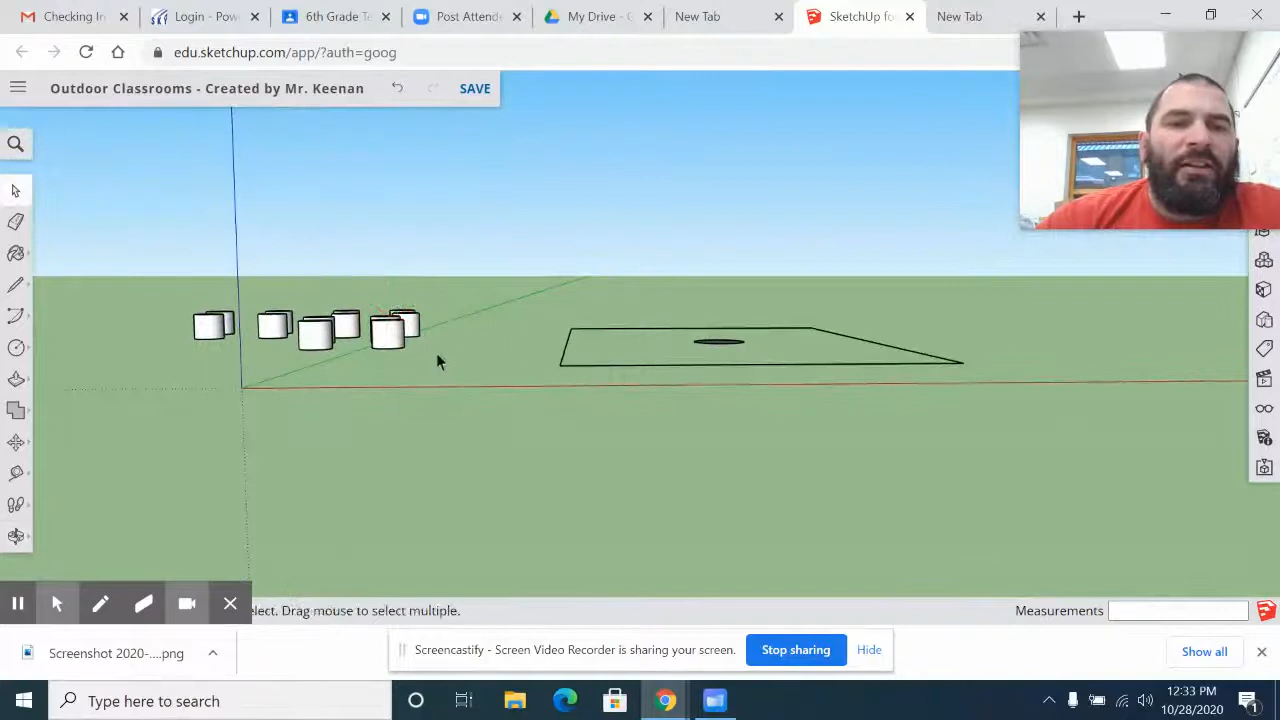 Checking In
Login - Pow
6th Grade Te
Post Attend
My Drive - G
New Tab
SketchUp fo
New Tab
edu.sketchup.com/app/?auth=goog
Outdoor Classrooms - Created by Mr. Keenan
SAVE
elect. Drag mouse to select multiple.
Measurements
Screenshot 2020-....png
Screencastify - Screen Video Recorder is sharing your screen.
Stop sharing
Hide
Show all
Type here to search
12:33 PM
10/28/2020
1